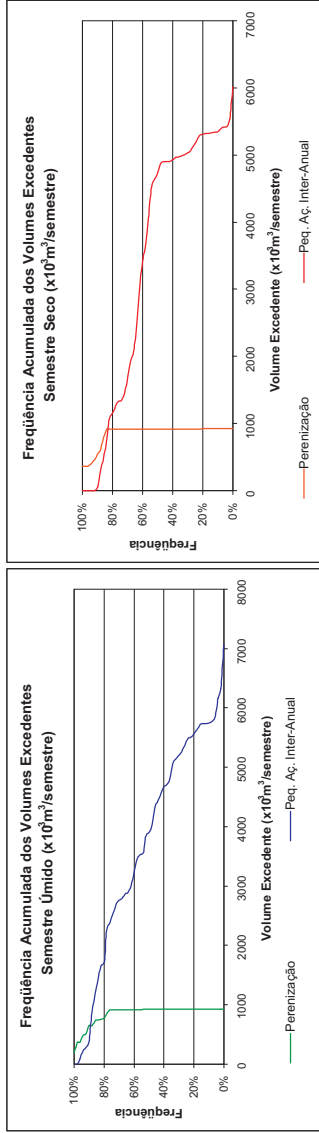 Freqüência Acumulada dos Volumes Excedentes
Semestre Úmido (x10³m³/semestre)
Freqüência
100%
80%
60%
40%
20%
0%
0
1000
2000
3000
4000
5000
6000
7000
8000
Volume Excedente (x10³m³/semestre)
Perenização
Peq. Aç. Inter-Anual
Freqüência Acumulada dos Volumes Excedentes
Semestre Seco (x10³m³/semestre)
Freqüência
100%
80%
60%
40%
20%
0%
0
1000
2000
3000
4000
5000
6000
7000
Volume Excedente (x10³m³/semestre)
Perenização
Peq. Aç. Inter-Anual